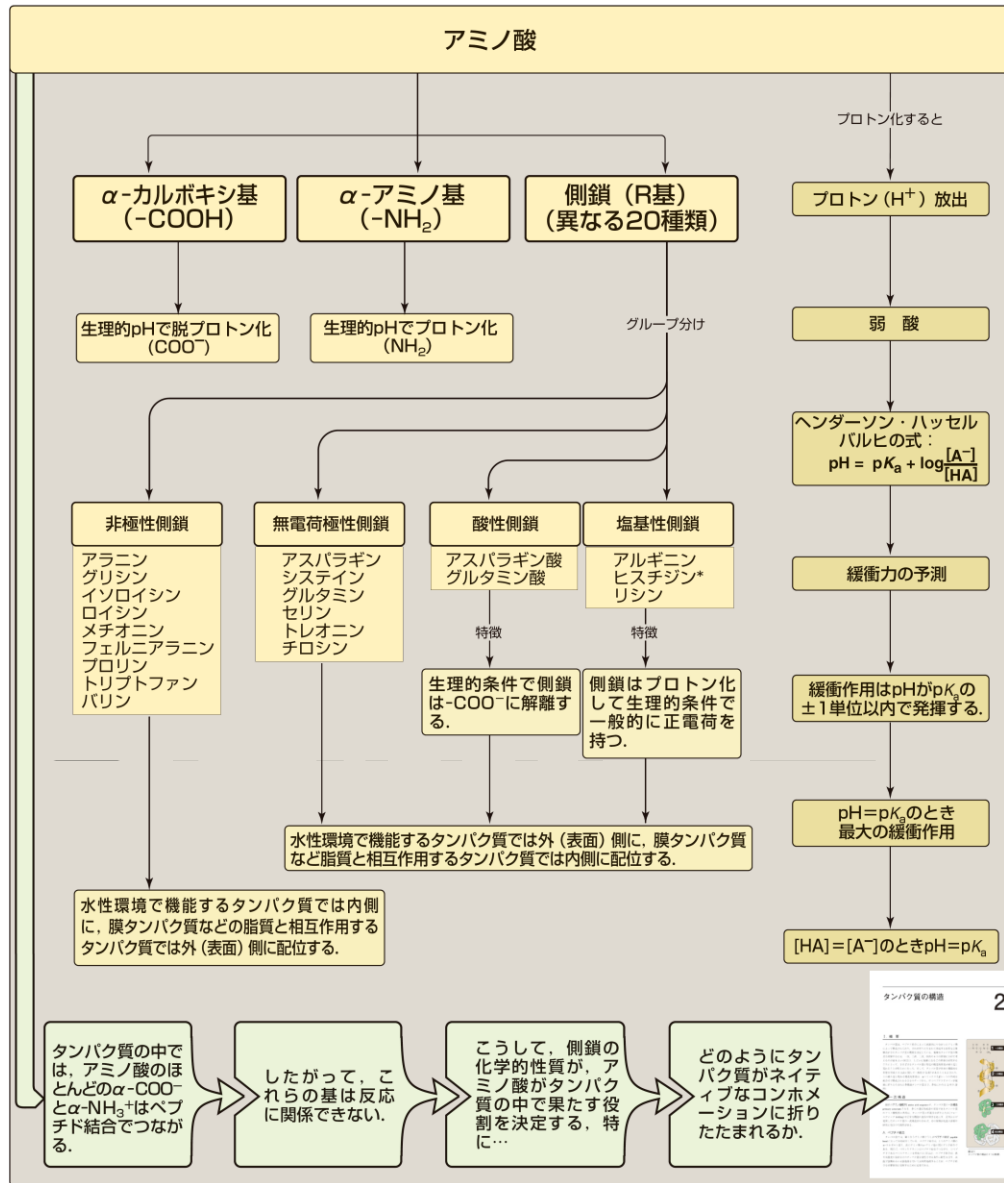 アミノ酸
α-カルボキシ基
(-COOH)
α-アミノ基
(-NH₂)
側鎖（R基）
(異なる20種類)
プロトン化すると
プロトン（H⁺）放出
生理的pHで脱プロトン化
(COO⁻)
生理的pHでプロトン化
(NH₂)
グループ分け
弱　酸
ヘンダーソン・ハッセル
バルヒの式：
pH = pKₐ + log[A⁻]/[HA]
非極性側鎖
アラニン
グリシン
イソロイシン
ロイシン
メチオニン
フェルニアラニン
プロリン
トリプトファン
バリン
無電荷極性側鎖
アスパラギン
システイン
グルタミン
セリン
トレオニン
チロシン
酸性側鎖
アスパラギン酸
グルタミン酸
特徴
生理的条件で側鎖
は-COO⁻に解離す
る．
塩基性側鎖
アルギニン
ヒスチジン*
リシン
特徴
側鎖はプロトン化
して生理的条件で
一般的に正電荷を
持つ．
緩衝力の予測
緩衝作用はpHがpKₐの
±1単位以内で発揮する．
pH＝pKₐのとき
最大の緩衝作用
[HA]＝[A⁻]のときpH＝pKₐ
水性環境で機能するタンパク質では外（表面）側に，膜タンパク質
など脂質と相互作用するタンパク質では内側に配位する．
水性環境で機能するタンパク質では内側
に，膜タンパク質などの脂質と相互作用する
タンパク質では外（表面）側に配位する．
タンパク質の中で
は，アミノ酸のほ
とんどのα-COO⁻
とα-NH₃⁺はペプ
チド結合でつなが
る．
したがって，こ
れらの基は反応
に関係できない．
こうして，側鎖の
化学的性質が，ア
ミノ酸がタンパク
質の中で果たす役
割を決定する，特
に…
どのようにタン
パク質がネイテ
ィブなコンホメ
ーションに折り
たたまれるか．
タンパク質の構造
2